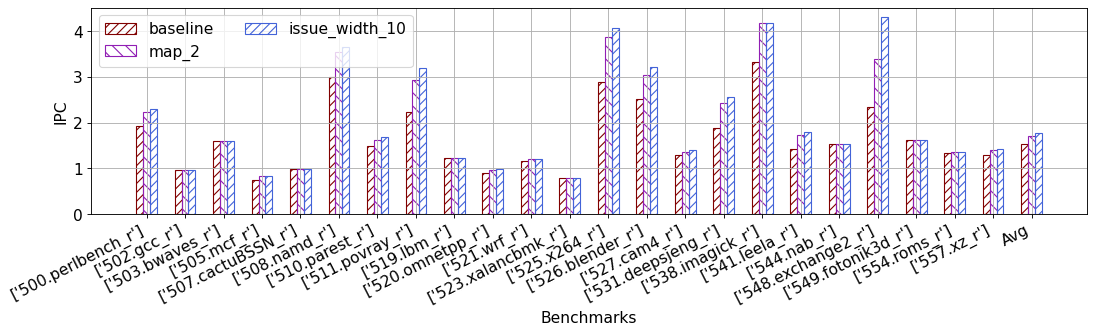 baseline
map_2
issue_width_10
IPC
4
3
2
1
0
['500.perlbench_r']
['502.gcc_r']
['503.bwaves_r']
['505.mcf_r']
['507.cactuBSSN_r']
['508.namd_r']
['510.parest_r']
['511.povray_r']
['519.lbm_r']
['520.omnetpp_r']
['521.wrf_r']
['523.xalancbmk_r']
['525.x264_r']
['526.blender_r']
['527.cam4_r']
['531.deepsjeng_r']
['538.imagick_r']
['541.leela_r']
['544.nab_r']
['548.exchange2_r']
['549.fotonik3d_r']
['554.roms_r']
['557.xz_r']
Avg
Benchmarks